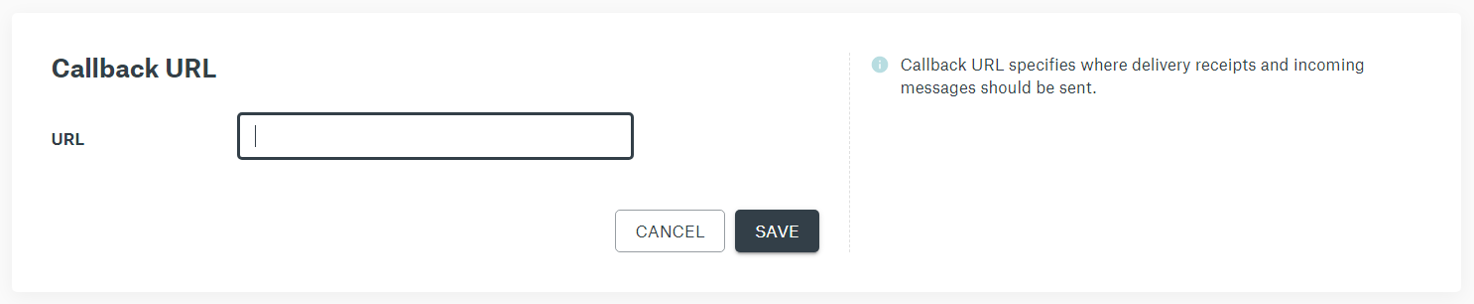 Callback URL
URL
CANCEL
SAVE
Callback URL specifies where delivery receipts and incoming
messages should be sent.